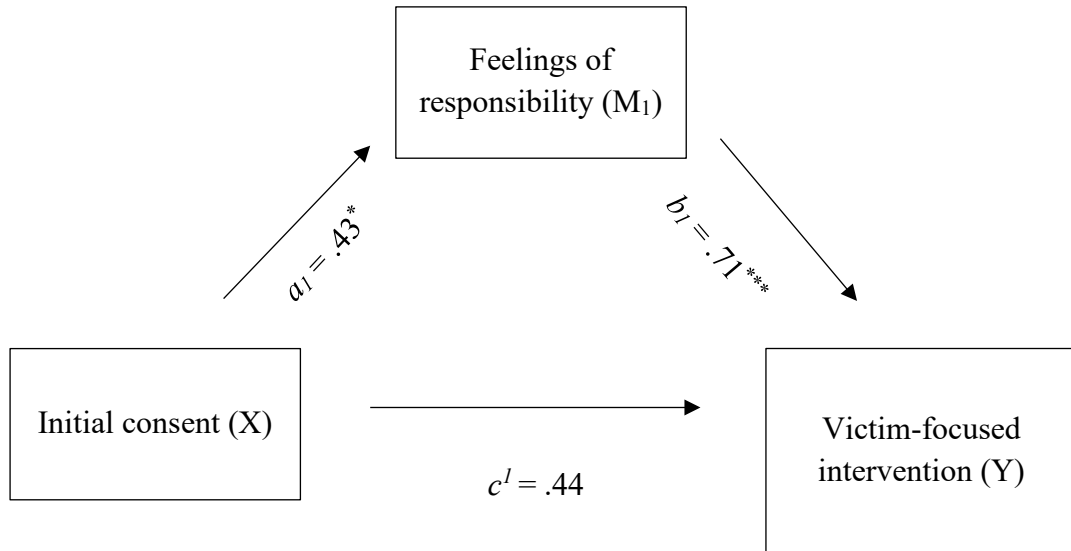 Feelings of
responsibility (M₁)
a₁ = .43*
b₁ = .71***
Initial consent (X)
c¹ = .44
Victim-focused
intervention (Y)